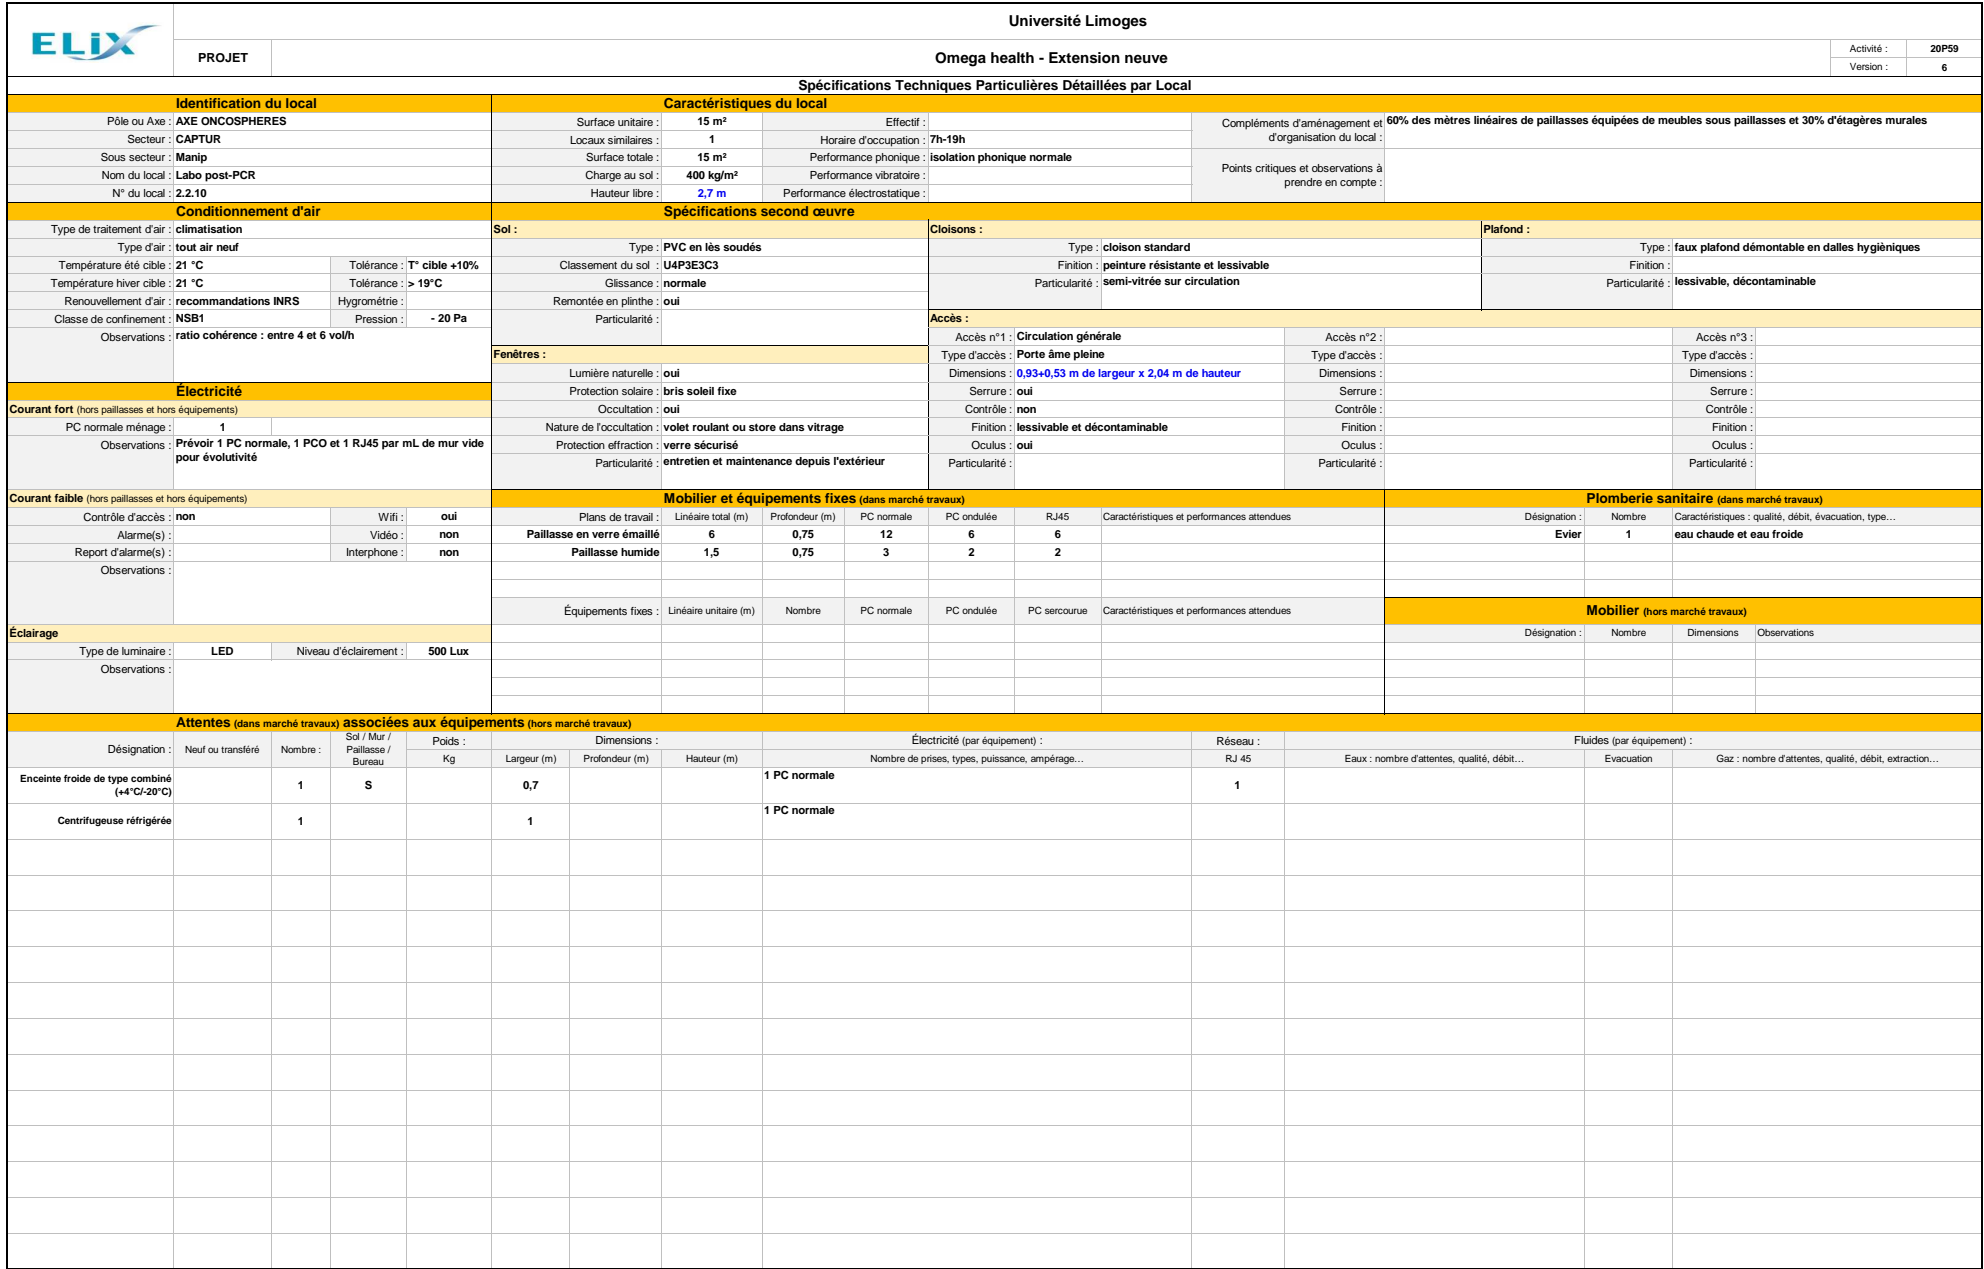 ELiX
Université Limoges
PROJET
Omega health - Extension neuve
Activité : 20P59
Version : 6
Spécifications Techniques Particulières Détaillées par Local
Identification du local
Pôle ou Axe : AXE ONCOSPHERES
Secteur : CAPTUR
Sous secteur : Manip
Nom du local : Labo post-PCR
N° du local : 2.2.10
Caractéristiques du local
Surface unitaire : 15 m² Effectif :
Locaux similaires : 1 Horaire d'occupation : 7h-19h
Surface totale : 15 m² Performance phonique : isolation phonique normale
Charge au sol : 400 kg/m² Performance vibratoire :
Hauteur libre : 2,7 m Performance électrostatique :
Compléments d'aménagement et d'organisation du local : 60% des mètres linéaires de paillasses équipées de meubles sous paillasses et 30% d'étagères murales
Points critiques et observations à prendre en compte :
Conditionnement d'air
Type de traitement d'air : climatisation
Type d'air : tout air neuf
Température été cible : 21 °C Tolérance : T° cible +10%
Température hiver cible : 21 °C Tolérance : > 19°C
Renouvellement d'air : recommandations INRS Hygrométrie :
Classe de confinement : NSB1 Pression : - 20 Pa
Observations : ratio cohérence : entre 4 et 6 vol/h
Spécifications second œuvre
Sol :
Type : PVC en lès soudés
Classement du sol : U4P3E3C3
Glissance : normale
Remontée en plinthe : oui
Particularité :
Cloisons :
Type : cloison standard
Finition : peinture résistante et lessivable
Particularité : semi-vitrée sur circulation
Plafond :
Type : faux plafond démontable en dalles hygièniques
Finition :
Particularité : lessivable, décontaminable
Fenêtres :
Lumière naturelle : oui
Protection solaire : bris soleil fixe
Occultation : oui
Nature de l'occultation : volet roulant ou store dans vitrage
Protection effraction : verre sécurisé
Particularité : entretien et maintenance depuis l'extérieur
Accès :
Accès n°1 : Circulation générale Accès n°2 : Accès n°3 :
Type d'accès : Porte âme pleine Type d'accès : Type d'accès :
Dimensions : 0,93+0,53 m de largeur x 2,04 m de hauteur Dimensions : Dimensions :
Serrure : oui Serrure : Serrure :
Contrôle : non Contrôle : Contrôle :
Finition : lessivable et décontaminable Finition : Finition :
Oculus : oui Oculus : Oculus :
Particularité : Particularité : Particularité :
Électricité
Courant fort (hors paillasses et hors équipements)
PC normale ménage : 1
Observations : Prévoir 1 PC normale, 1 PCO et 1 RJ45 par mL de mur vide
pour évolutivité
Courant faible (hors paillasses et hors équipements)
Contrôle d'accès : non Wifi : oui
Alarme(s) : Vidéo : non
Report d'alarme(s) : Interphone : non
Observations :
Éclairage
Type de luminaire : LED Niveau d'éclairement : 500 Lux
Observations :
Mobilier et équipements fixes (dans marché travaux)
Plans de travail : Linéaire total (m) Profondeur (m) PC normale PC ondulée RJ45 Caractéristiques et performances attendues
Paillasse en verre émaillé 6 0,75 12 6 6
Paillasse humide 1,5 0,75 3 2 2
Équipements fixes : Linéaire unitaire (m) Nombre PC normale PC ondulée PC sercourue Caractéristiques et performances attendues
Plomberie sanitaire (dans marché travaux)
Désignation : Nombre Caractéristiques : qualité, débit, évacuation, type…
Evier 1 eau chaude et eau froide
Mobilier (hors marché travaux)
Désignation : Nombre Dimensions Observations
Attentes (dans marché travaux) associées aux équipements (hors marché travaux)
Désignation : Neuf ou transféré Nombre : Sol / Mur / Paillasse / Bureau Poids : Dimensions : Électricité (par équipement) : Réseau : Fluides (par équipement) :
Kg Largeur (m) Profondeur (m) Hauteur (m) Nombre de prises, types, puissance, ampérage… RJ 45 Eaux : nombre d'attentes, qualité, débit… Evacuation Gaz : nombre d'attentes, qualité, débit, extraction…
Enceinte froide de type combiné (+4°C/-20°C) 1 S 0,7 1 PC normale 1
Centrifugeuse réfrigérée 1 1 1 PC normale